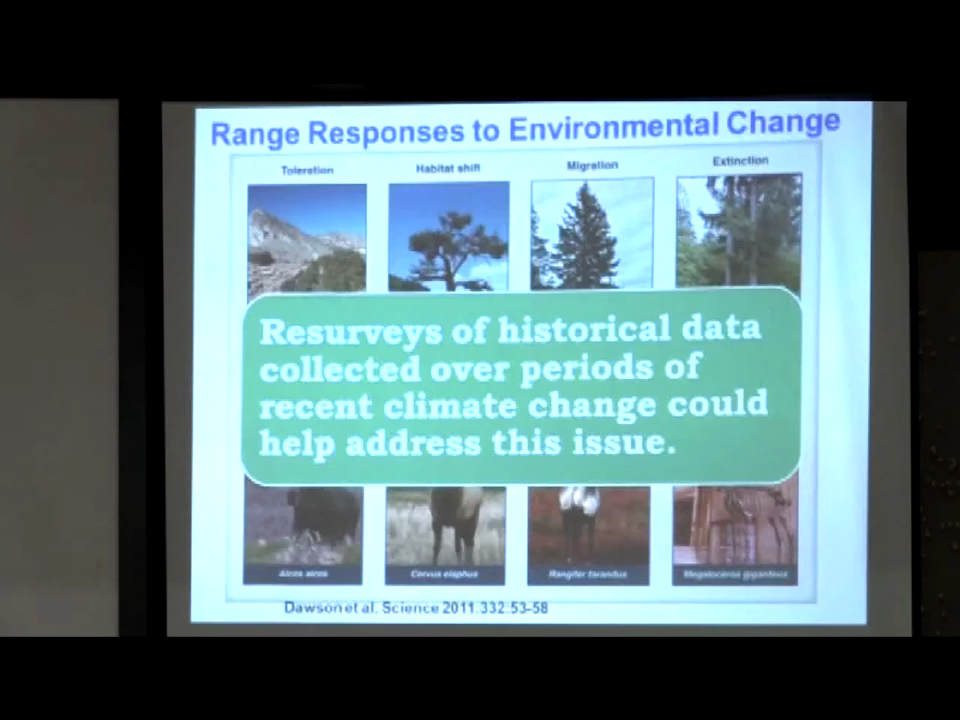 Range Responses to Environmental Change
Toleration Habitat shift Migration Extinction
Resurveys of historical data
collected over periods of
recent climate change could
help address this issue.
Alces alces Cervus elaphus Rangifer tarandus Megaloceros giganteus
Dawson et al. Science 2011.332:53-58